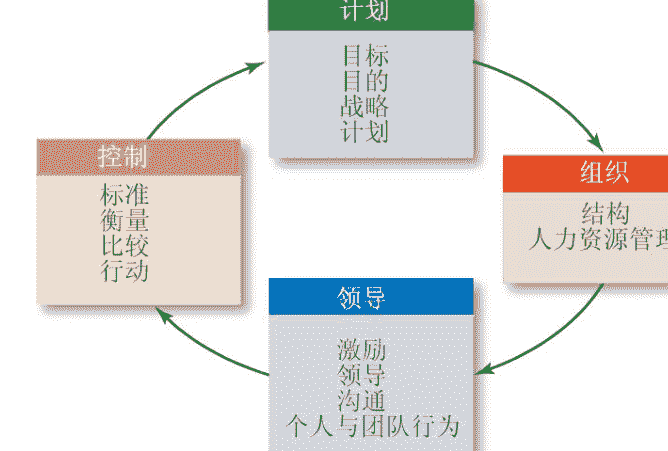 计划
目标
目的
战略
计划
控制
标准
衡量
比较
行动
组织
结构
人力资源管理
领导
激励
领导
沟通
个人与团队行为